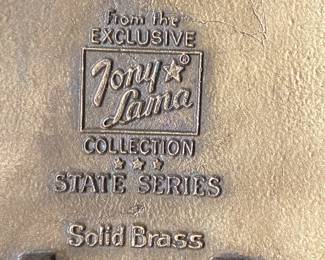 From the
EXCLUSIVE
Tony ®
Lama
COLLECTION
★ ★ ★
STATE SERIES
Solid Brass